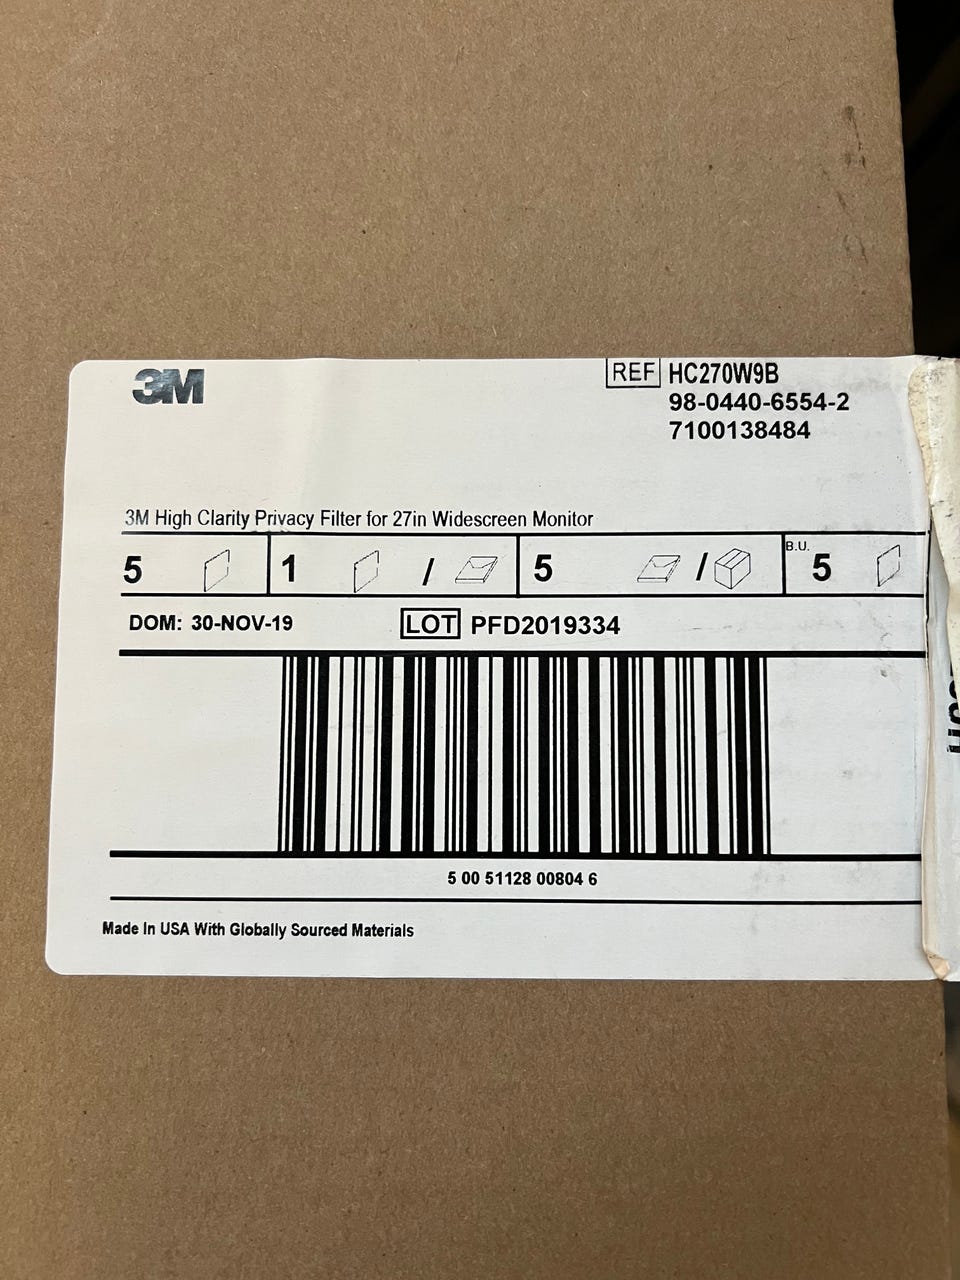 3M
REF HC270W9B
98-0440-6554-2
7100138484
3M High Clarity Privacy Filter for 27in Widescreen Monitor
5 1 / 5 / B.U. 5
DOM: 30-NOV-19 LOT PFD2019334
5 00 51128 00804 6
Made In USA With Globally Sourced Materials